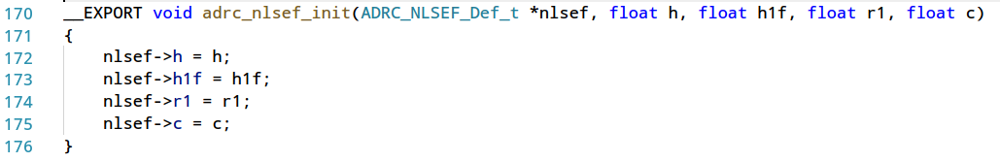 170 __EXPORT void adrc_nlsef_init(ADRC_NLSEF_Def_t *nlsef, float h, float h1f, float r1, float c)
171 {
172     nlsef->h = h;
173     nlsef->h1f = h1f;
174     nlsef->r1 = r1;
175     nlsef->c = c;
176 }